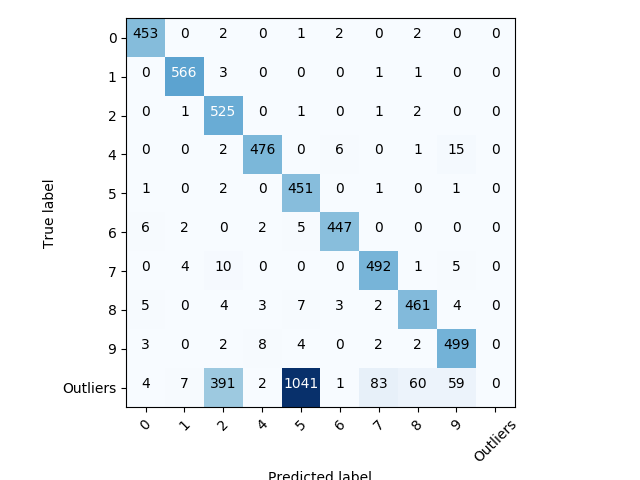 0 453 0 2 0 1 2 0 2 0 0
1 0 566 3 0 0 0 1 1 0 0
2 0 1 525 0 1 0 1 2 0 0
4 0 0 2 476 0 6 0 1 15 0
5 1 0 2 0 451 0 1 0 1 0
6 6 2 0 2 5 447 0 0 0 0
7 0 4 10 0 0 0 492 1 5 0
8 5 0 4 3 7 3 2 461 4 0
9 3 0 2 8 4 0 2 2 499 0
Outliers 4 7 391 2 1041 1 83 60 59 0
0 1 2 4 5 6 7 8 9 Outliers
True label
Predicted label